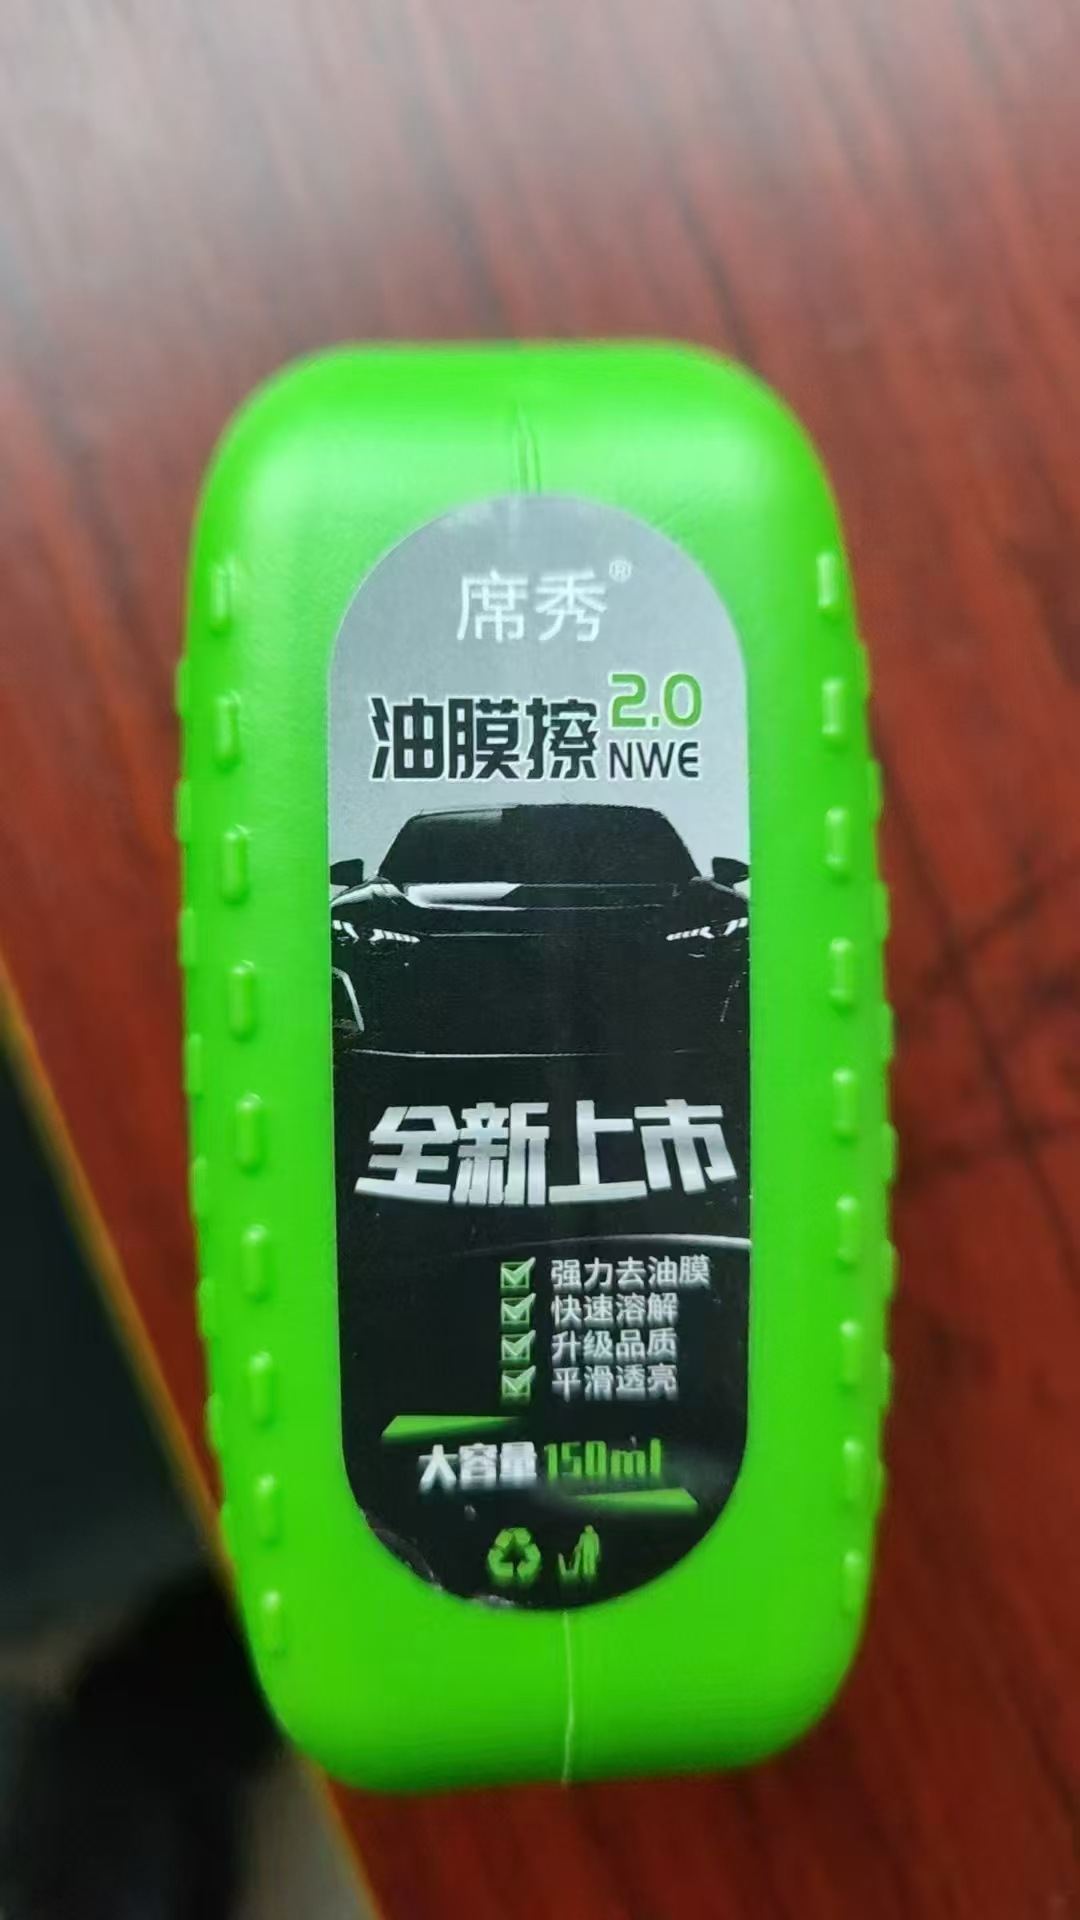 席秀®
油膜擦 2.0
NWE
全新上市
强力去油膜
快速溶解
升级品质
平滑透亮
大容量150ml